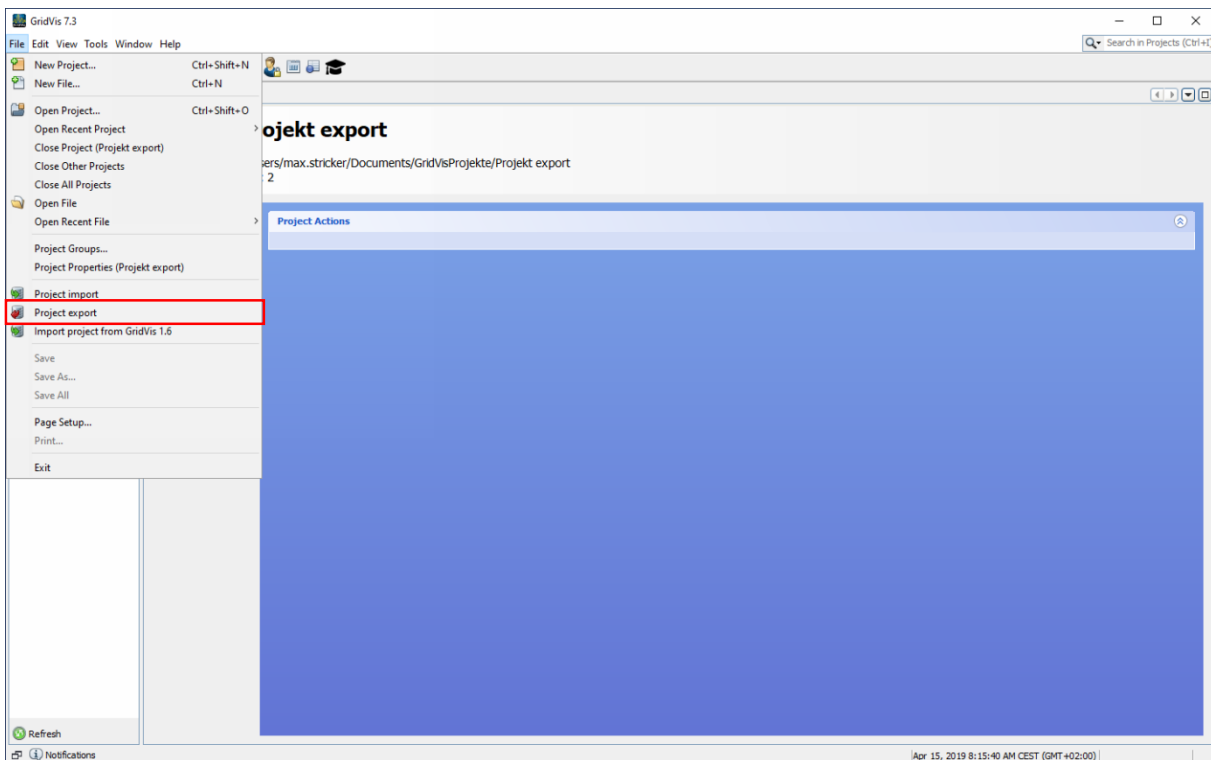 GridVis 7.3
File Edit View Tools Window Help
Search in Projects (Ctrl+I)
New Project... Ctrl+Shift+N
New File... Ctrl+N
Open Project... Ctrl+Shift+O
Open Recent Project
Close Project (Projekt export)
Close Other Projects
Close All Projects
Open File
Open Recent File
Project Groups...
Project Properties (Projekt export)
Project import
Project export
Import project from GridVis 1.6
Save
Save As...
Save All
Page Setup...
Print...
Exit
ojekt export
ers/max.stricker/Documents/GridVisProjekte/Projekt export
: 2
Project Actions
Refresh
Notifications
Apr 15, 2019 8:15:40 AM CEST (GMT+02:00)